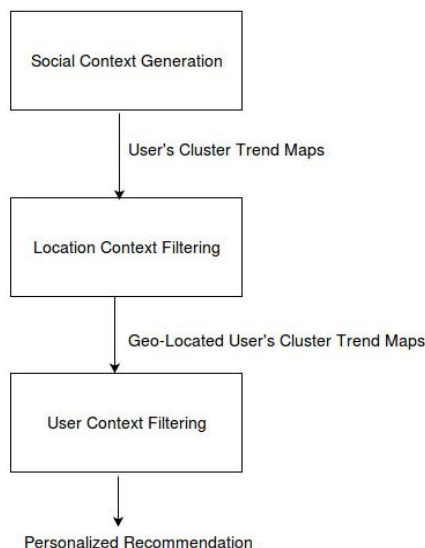 Social Context Generation
User's Cluster Trend Maps
Location Context Filtering
Geo-Located User's Cluster Trend Maps
User Context Filtering
Personalized Recommendation